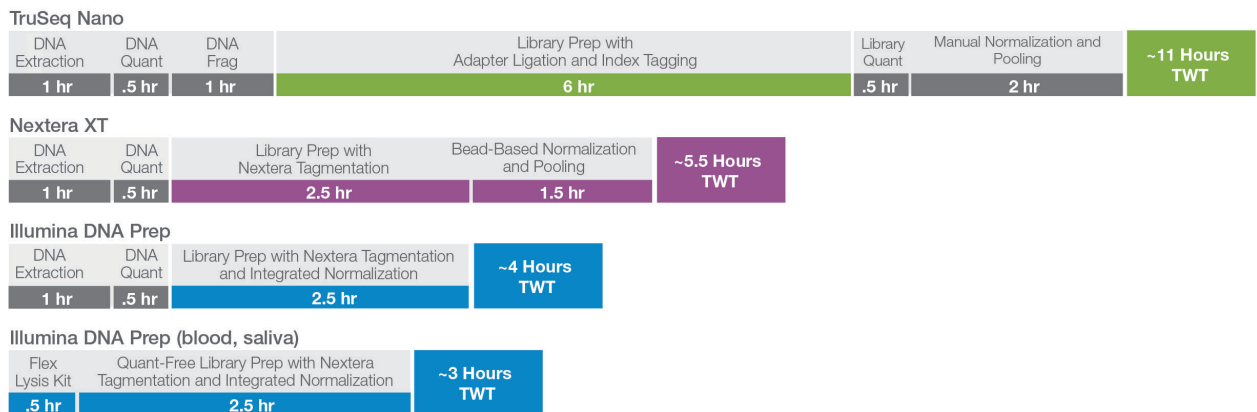 TruSeq Nano
DNA Extraction
DNA Quant
DNA Frag
Library Prep with
Adapter Ligation and Index Tagging
Library Quant
Manual Normalization and
Pooling
1 hr
.5 hr
1 hr
6 hr
.5 hr
2 hr
~11 Hours
TWT
Nextera XT
DNA Extraction
DNA Quant
Library Prep with
Nextera Tagmentation
Bead-Based Normalization
and Pooling
1 hr
.5 hr
2.5 hr
1.5 hr
~5.5 Hours
TWT
Illumina DNA Prep
DNA Extraction
DNA Quant
Library Prep with Nextera Tagmentation
and Integrated Normalization
1 hr
.5 hr
2.5 hr
~4 Hours
TWT
Illumina DNA Prep (blood, saliva)
Flex
Lysis Kit
Quant-Free Library Prep with Nextera
Tagmentation and Integrated Normalization
.5 hr
2.5 hr
~3 Hours
TWT